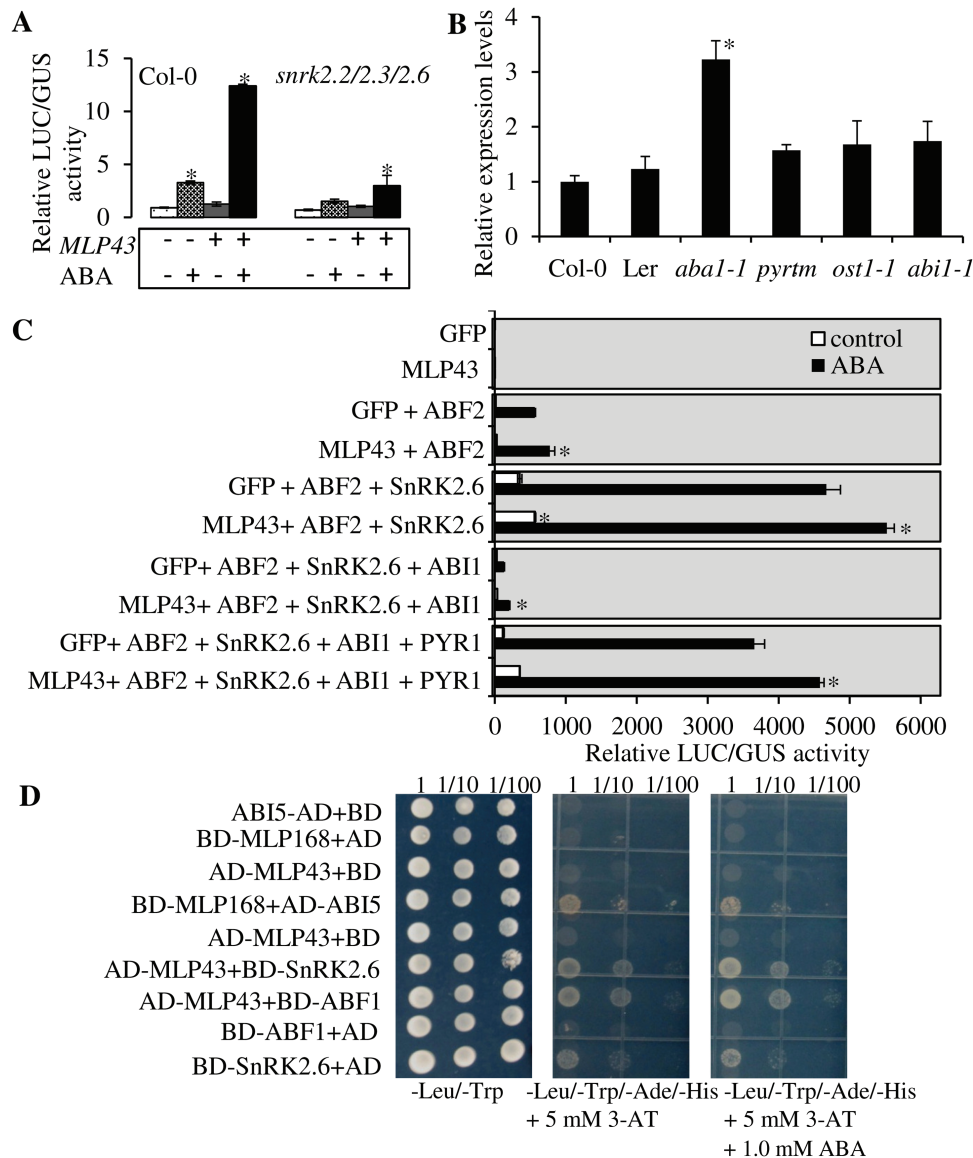 A
Relative LUC/GUS
activity
15
10
5
0
Col-0
snrk2.2/2.3/2.6
* * *
MLP43 - - + + - - + +
ABA - + - + - + - +
B
Relative expression levels
4
3
2
1
0
*
Col-0 Ler aba1-1 pyrtm ost1-1 abi1-1
C
control
ABA
GFP
MLP43
GFP + ABF2
MLP43 + ABF2 *
GFP + ABF2 + SnRK2.6
MLP43+ ABF2 + SnRK2.6 * *
GFP+ ABF2 + SnRK2.6 + ABI1
MLP43+ ABF2 + SnRK2.6 + ABI1 *
GFP+ ABF2 + SnRK2.6 + ABI1 + PYR1
MLP43+ ABF2 + SnRK2.6 + ABI1 + PYR1 *
0 1000 2000 3000 4000 5000 6000
Relative LUC/GUS activity
D
1 1/10 1/100 1 1/10 1/100 1 1/10 1/100
ABI5-AD+BD
BD-MLP168+AD
AD-MLP43+BD
BD-MLP168+AD-ABI5
AD-MLP43+BD
AD-MLP43+BD-SnRK2.6
AD-MLP43+BD-ABF1
BD-ABF1+AD
BD-SnRK2.6+AD
-Leu/-Trp
-Leu/-Trp/-Ade/-His
+ 5 mM 3-AT
-Leu/-Trp/-Ade/-His
+ 5 mM 3-AT
+ 1.0 mM ABA